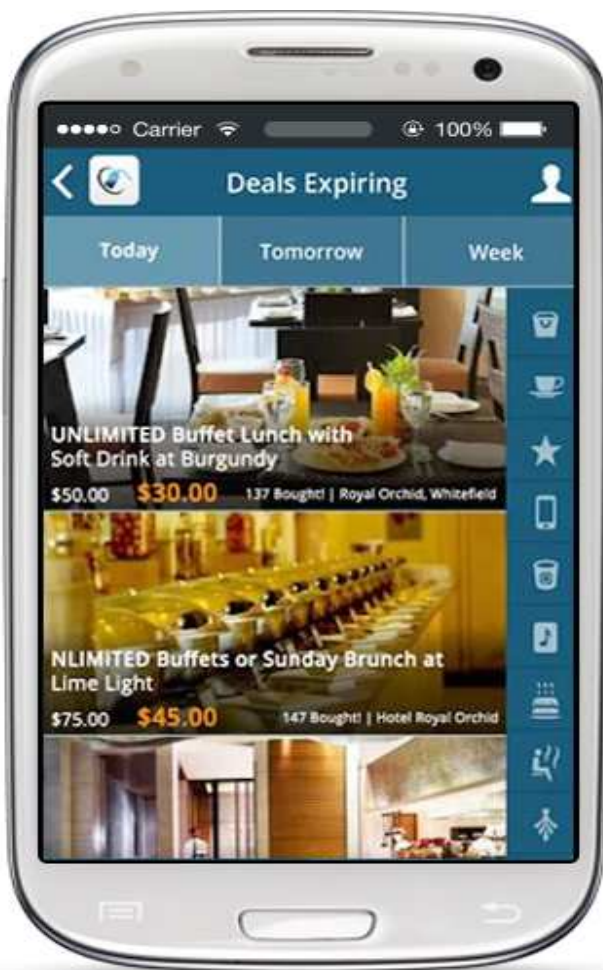 Carrier 100%
Deals Expiring
Today Tomorrow Week
UNLIMITED Buffet Lunch with
Soft Drink at Burgundy
$50.00 $30.00 137 Bought! | Royal Orchid, Whitefield
NLIMITED Buffets or Sunday Brunch at
Lime Light
$75.00 $45.00 147 Bought! | Hotel Royal Orchid